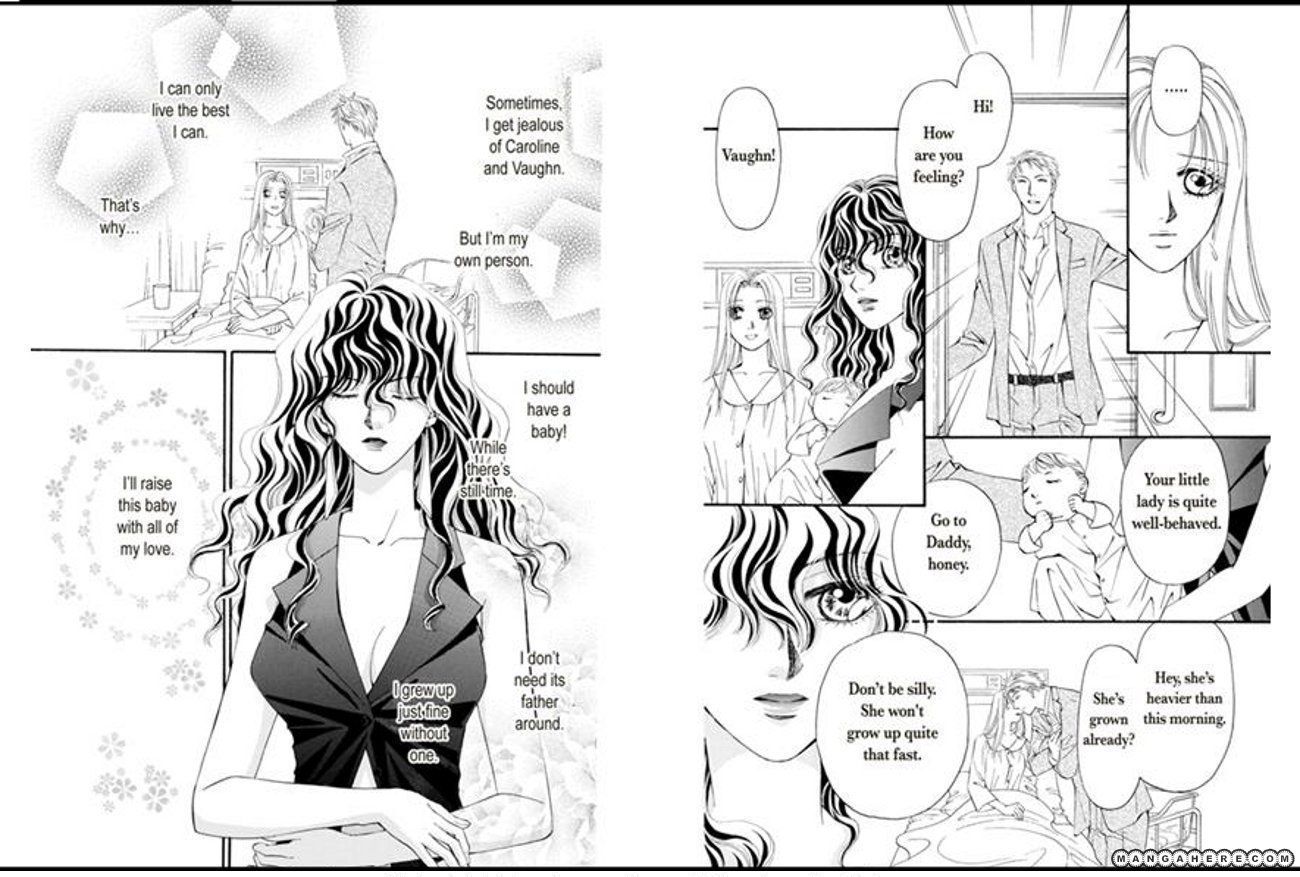 .....
Hi!
How
are you
feeling?
Vaughn!
Your little
lady is quite
well-behaved.
Go to
Daddy,
honey.
Hey, she's
heavier than
this morning.
She's
grown
already?
Don't be silly.
She won't
grow up quite
that fast.
Sometimes,
I get jealous
of Caroline
and Vaughn.
But I'm my
own person.
I can only
live the best
I can.
That's
why...
I should
have a
baby!
While
there's
still time.
I don't
need its
father
around.
I grew up
just fine
without
one.
I'll raise
this baby
with all of
my love.
MANGAHERE.COM